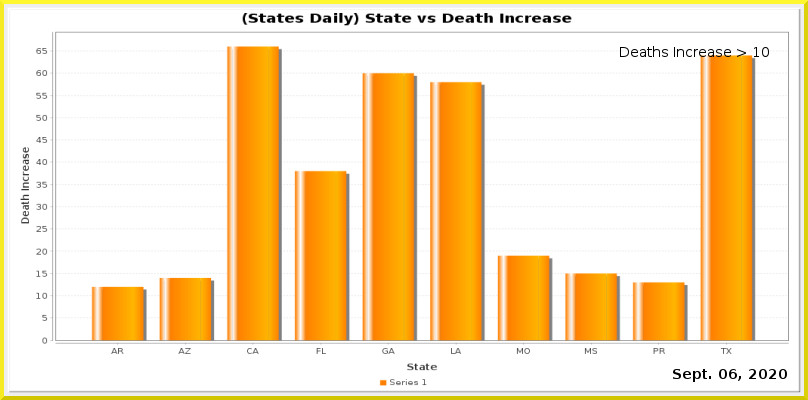 (States Daily) State vs Death Increase
Deaths Increase > 10
Death Increase
65
60
55
50
45
40
35
30
25
20
15
10
5
0
AR AZ CA FL GA LA MO MS PR TX
State
Series 1
Sept. 06, 2020